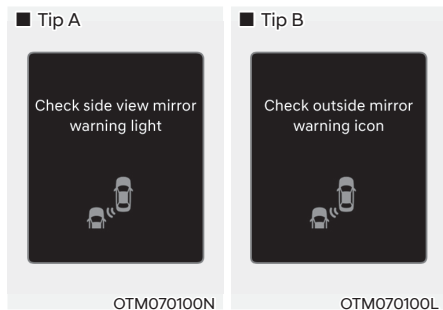 ■ Tip A
Check side view mirror
warning light
OTM070100N
■ Tip B
Check outside mirror
warning icon
OTM070100L